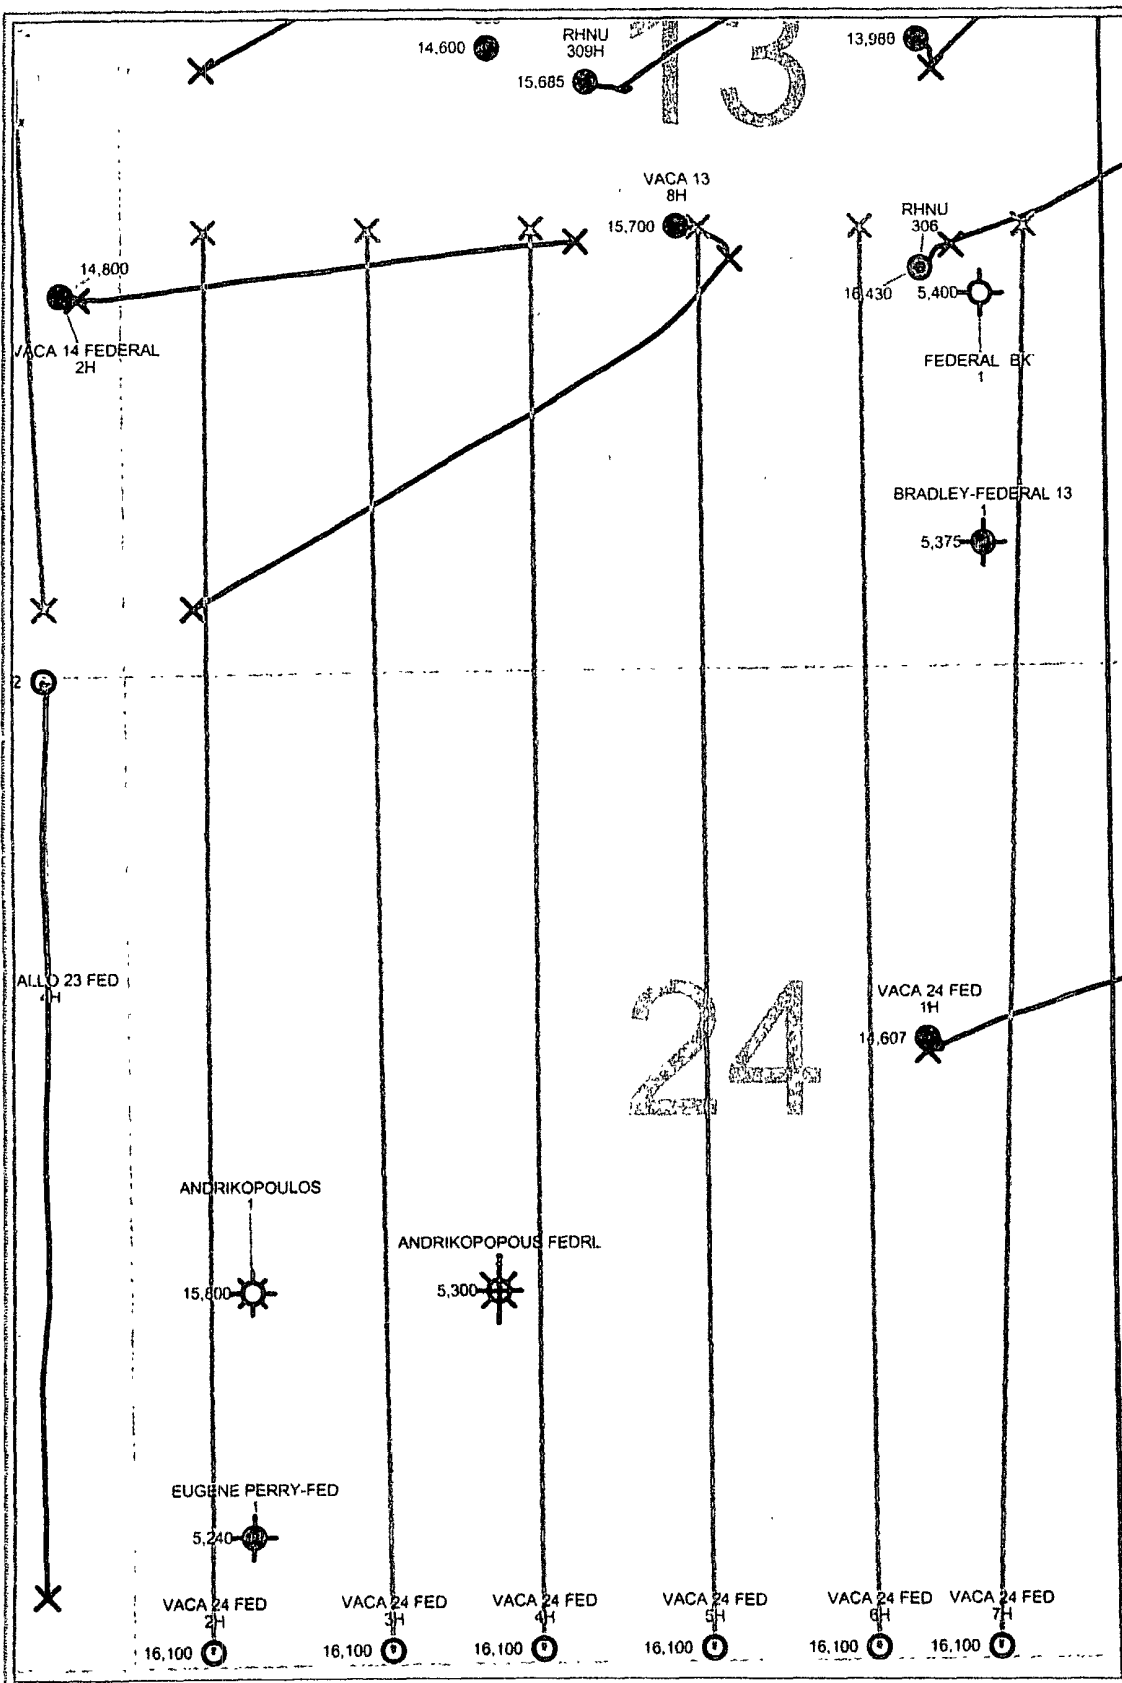 13
14,600
RHNU
309H
15,685
13,988
VACA 13
8H
15,700
RHNU
306
16,430
5,400
FEDERAL BK
1
14,800
VACA 14 FEDERAL
2H
BRADLEY-FEDERAL 13
1
5,375
2
ALLO 23 FED
4H
24
VACA 24 FED
1H
14,607
ANDRIKOPOULOS
1
15,800
ANDRIKOPOPOUS FEDRL
5,300
EUGENE PERRY-FED
1
5,240
VACA 24 FED
2H
16,100
VACA 24 FED
3H
16,100
VACA 24 FED
4H
16,100
VACA 24 FED
5H
16,100
VACA 24 FED
6H
16,100
VACA 24 FED
7H
16,100